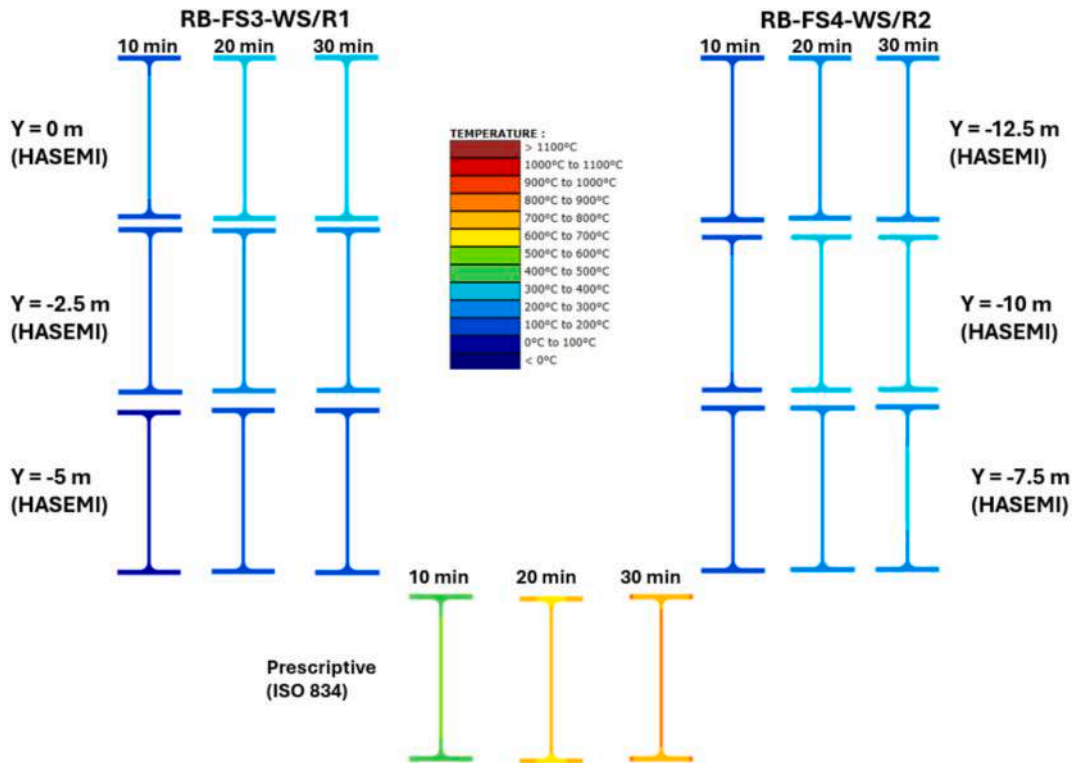 RB-FS3-WS/R1
10 min 20 min 30 min
RB-FS4-WS/R2
10 min 20 min 30 min
Y = 0 m
(HASEMI)
Y = -2.5 m
(HASEMI)
Y = -5 m
(HASEMI)
TEMPERATURE :
> 1100ºC
1000ºC to 1100ºC
900ºC to 1000ºC
800ºC to 900ºC
700ºC to 800ºC
600ºC to 700ºC
500ºC to 600ºC
400ºC to 500ºC
300ºC to 400ºC
200ºC to 300ºC
100ºC to 200ºC
0ºC to 100ºC
< 0ºC
Y = -12.5 m
(HASEMI)
Y = -10 m
(HASEMI)
Y = -7.5 m
(HASEMI)
10 min 20 min 30 min
Prescriptive
(ISO 834)